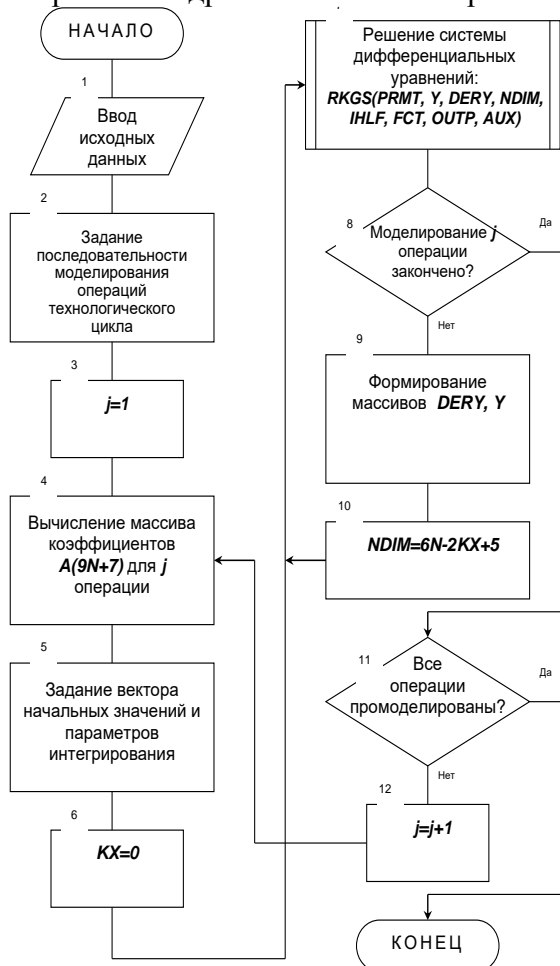 НАЧАЛО
1
Ввод
исходных
данных
2
Задание
последовательности
моделирования
операций
технологического
цикла
3
j=1
4
Вычисление массива
коэффициентов
A(9N+7) для j
операции
5
Задание вектора
начальных значений и
параметров
интегрирования
6
KX=0
Решение системы
дифференциальных
уравнений:
RKGS(PRMT, Y, DERY, NDIM,
IHLF, FCT, OUTP, AUX)
8
Моделирование j
операции
закончено?
Да
Нет
9
Формирование
массивов DERY, Y
10
NDIM=6N-2KX+5
11
Все
операции
промоделированы?
Да
Нет
12
j=j+1
КОНЕЦ